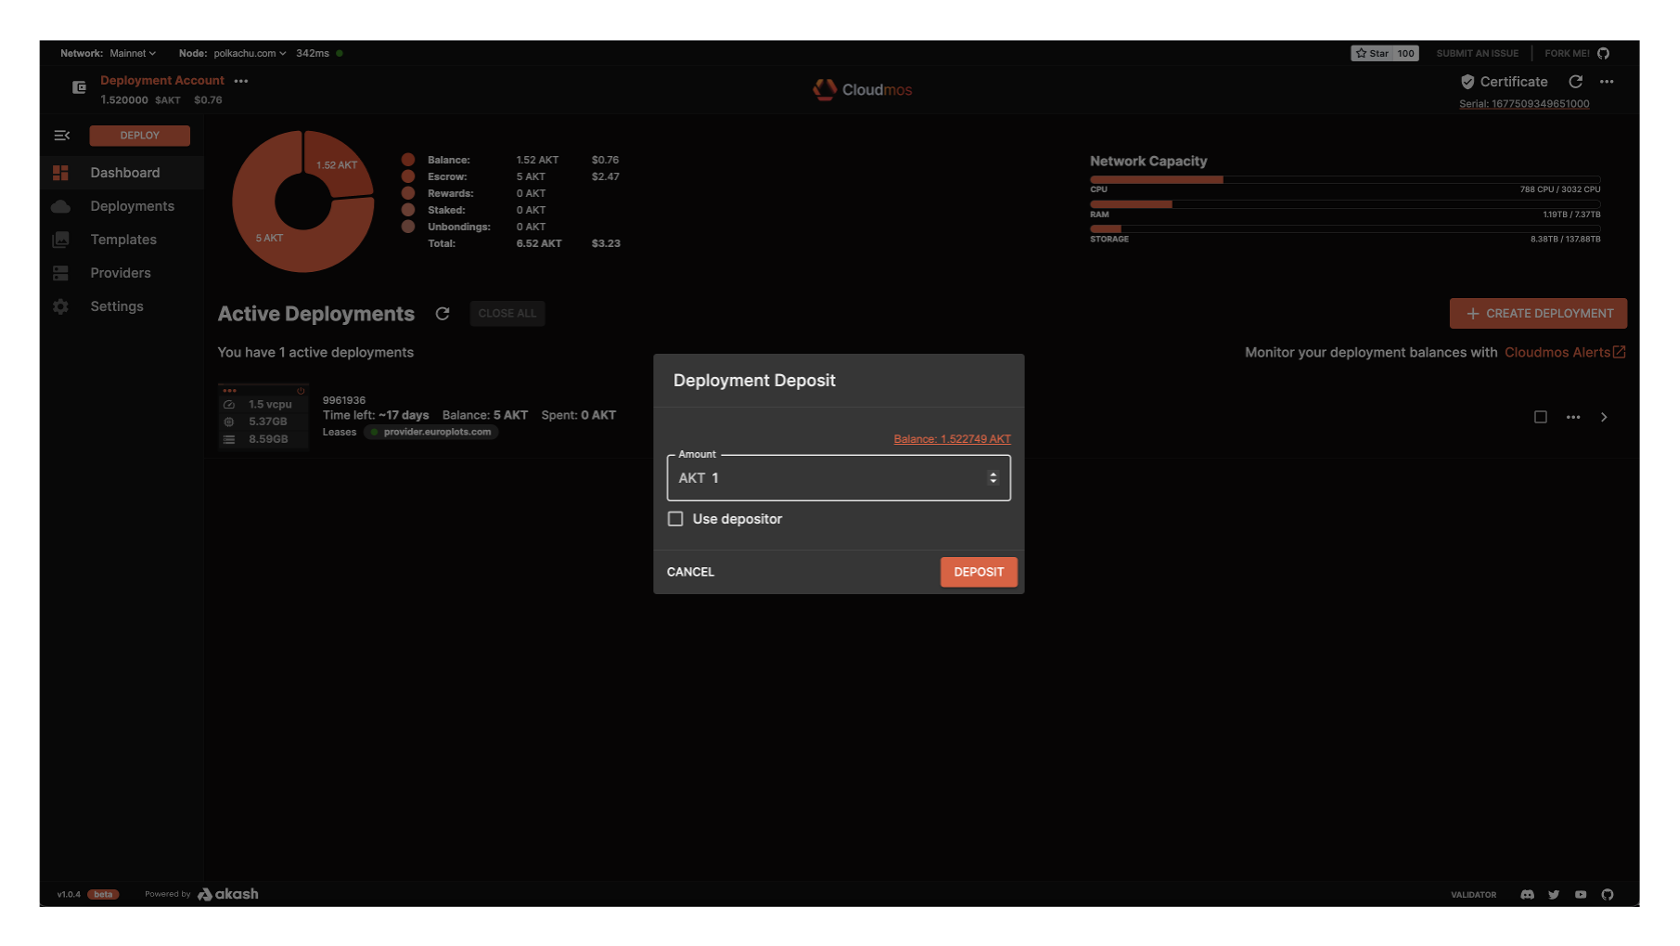 Network: Mainnet Node: polkachu.com 342ms
Star 100 SUBMIT AN ISSUE FORK ME!
Deployment Account •••
1.520000 $AKT $0.76
Cloudmos
Certificate •••
Serial: 1677509349651000
DEPLOY
Dashboard
Deployments
Templates
Providers
Settings
1.52 AKT
5 AKT
Balance: 1.52 AKT $0.76
Escrow: 5 AKT $2.47
Rewards: 0 AKT
Staked: 0 AKT
Unbondings: 0 AKT
Total: 6.52 AKT $3.23
Network Capacity
CPU 788 CPU / 3032 CPU
RAM 1.19TB / 7.37TB
STORAGE 8.38TB / 137.88TB
Active Deployments CLOSE ALL
+ CREATE DEPLOYMENT
You have 1 active deployments
Monitor your deployment balances with Cloudmos Alerts
1.5 vcpu
5.37GB
8.59GB
9961936
Time left: ~17 days Balance: 5 AKT Spent: 0 AKT
Leases provider.europlots.com
Deployment Deposit
Balance: 1.522749 AKT
Amount
AKT 1
Use depositor
CANCEL DEPOSIT
v1.0.4 beta Powered by akash
VALIDATOR